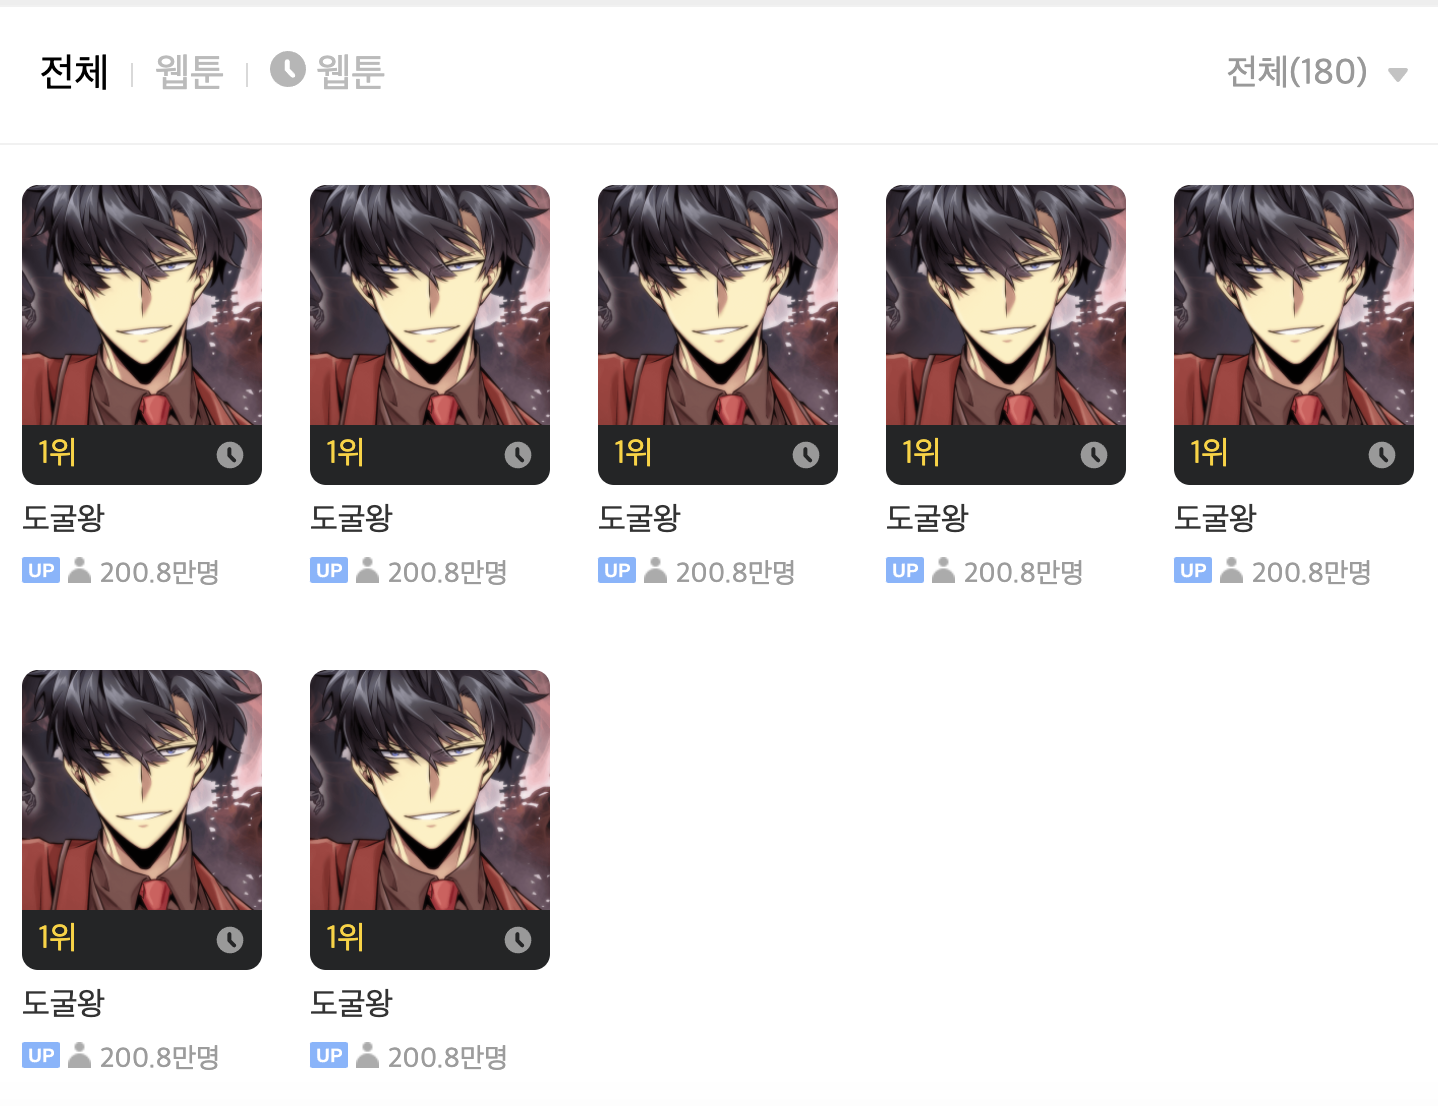 전체 | 웹툰 | 웹툰 전체(180)
1위 1위 1위 1위 1위
도굴왕 도굴왕 도굴왕 도굴왕 도굴왕
UP 200.8만명 UP 200.8만명 UP 200.8만명 UP 200.8만명 UP 200.8만명
1위 1위
도굴왕 도굴왕
UP 200.8만명 UP 200.8만명